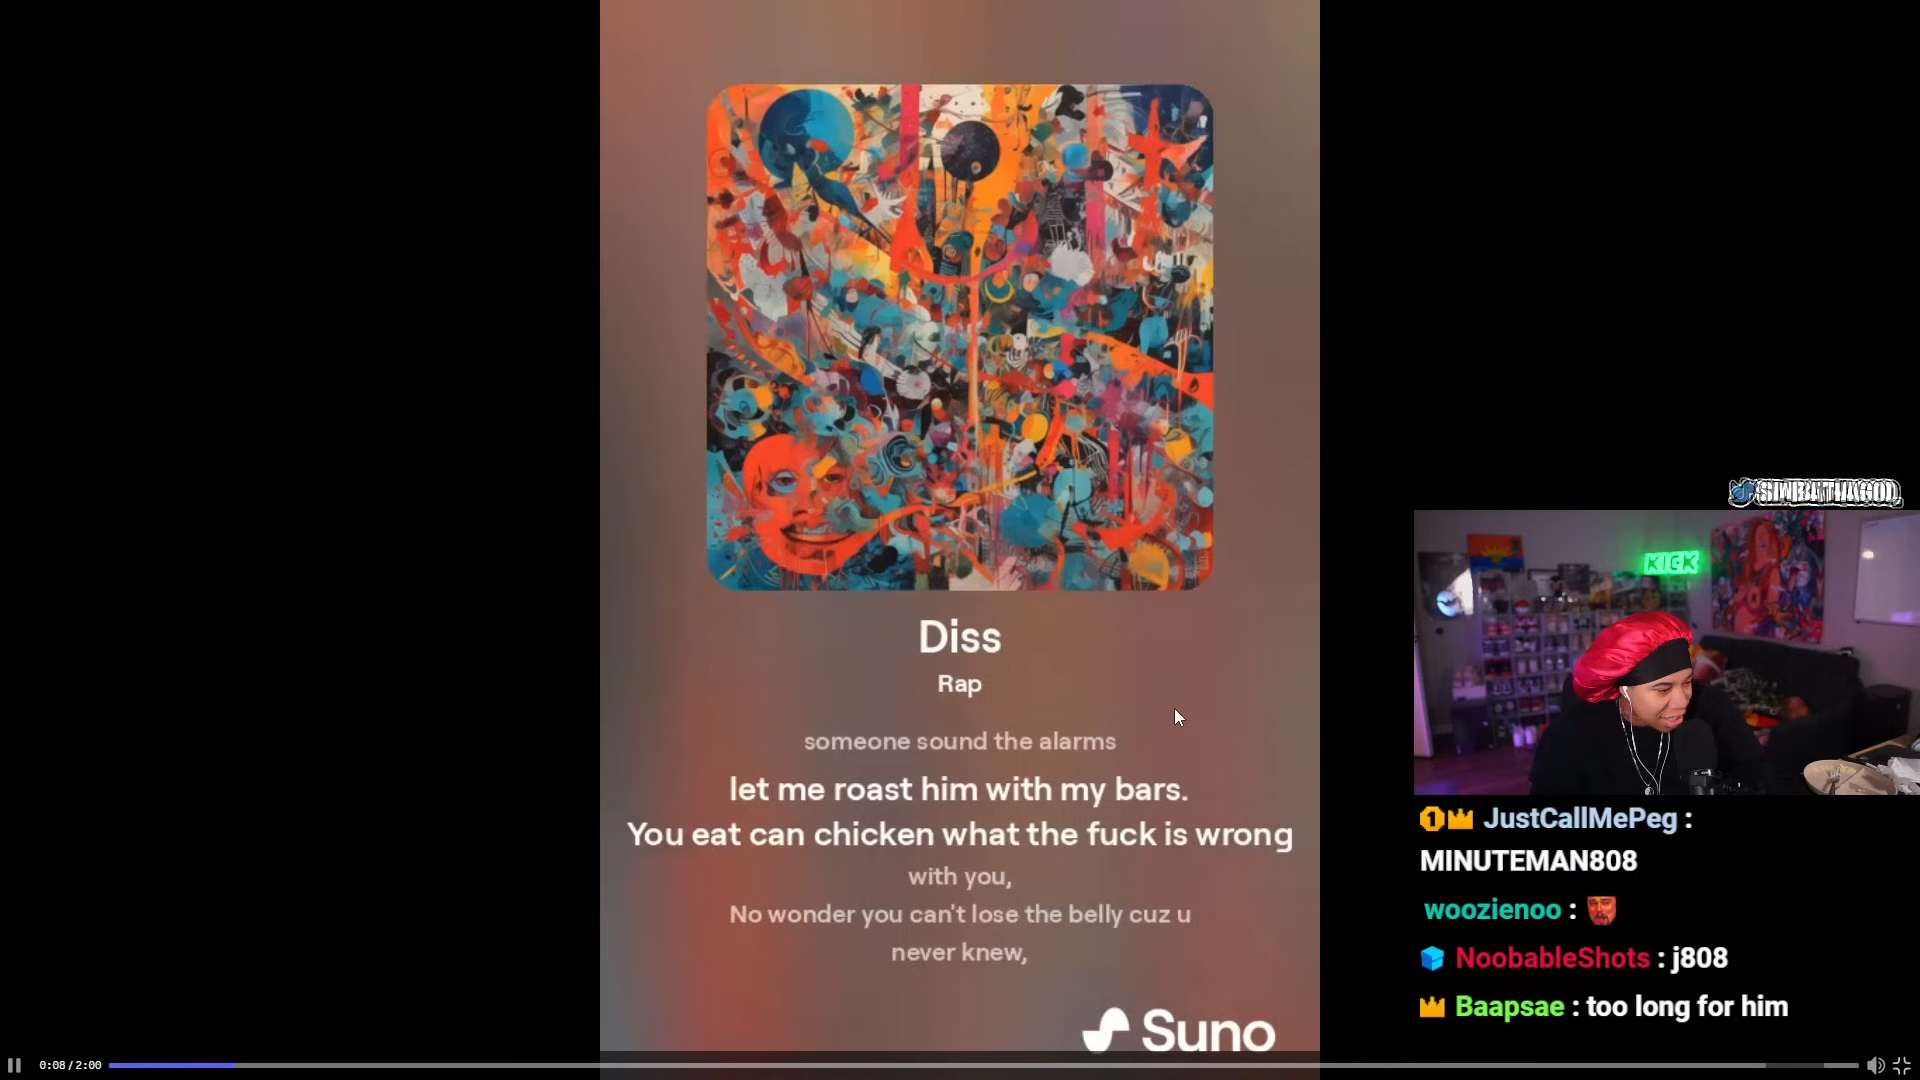 Diss
Rap
someone sound the alarms
let me roast him with my bars.
You eat can chicken what the fuck is wrong
with you,
No wonder you can't lose the belly cuz u
never knew,
Suno
SIMBATHAGOD
KICK
1 JustCallMePeg :
MINUTEMAN808
woozienoo :
NoobableShots : j808
Baapsae : too long for him
0:08/2:00